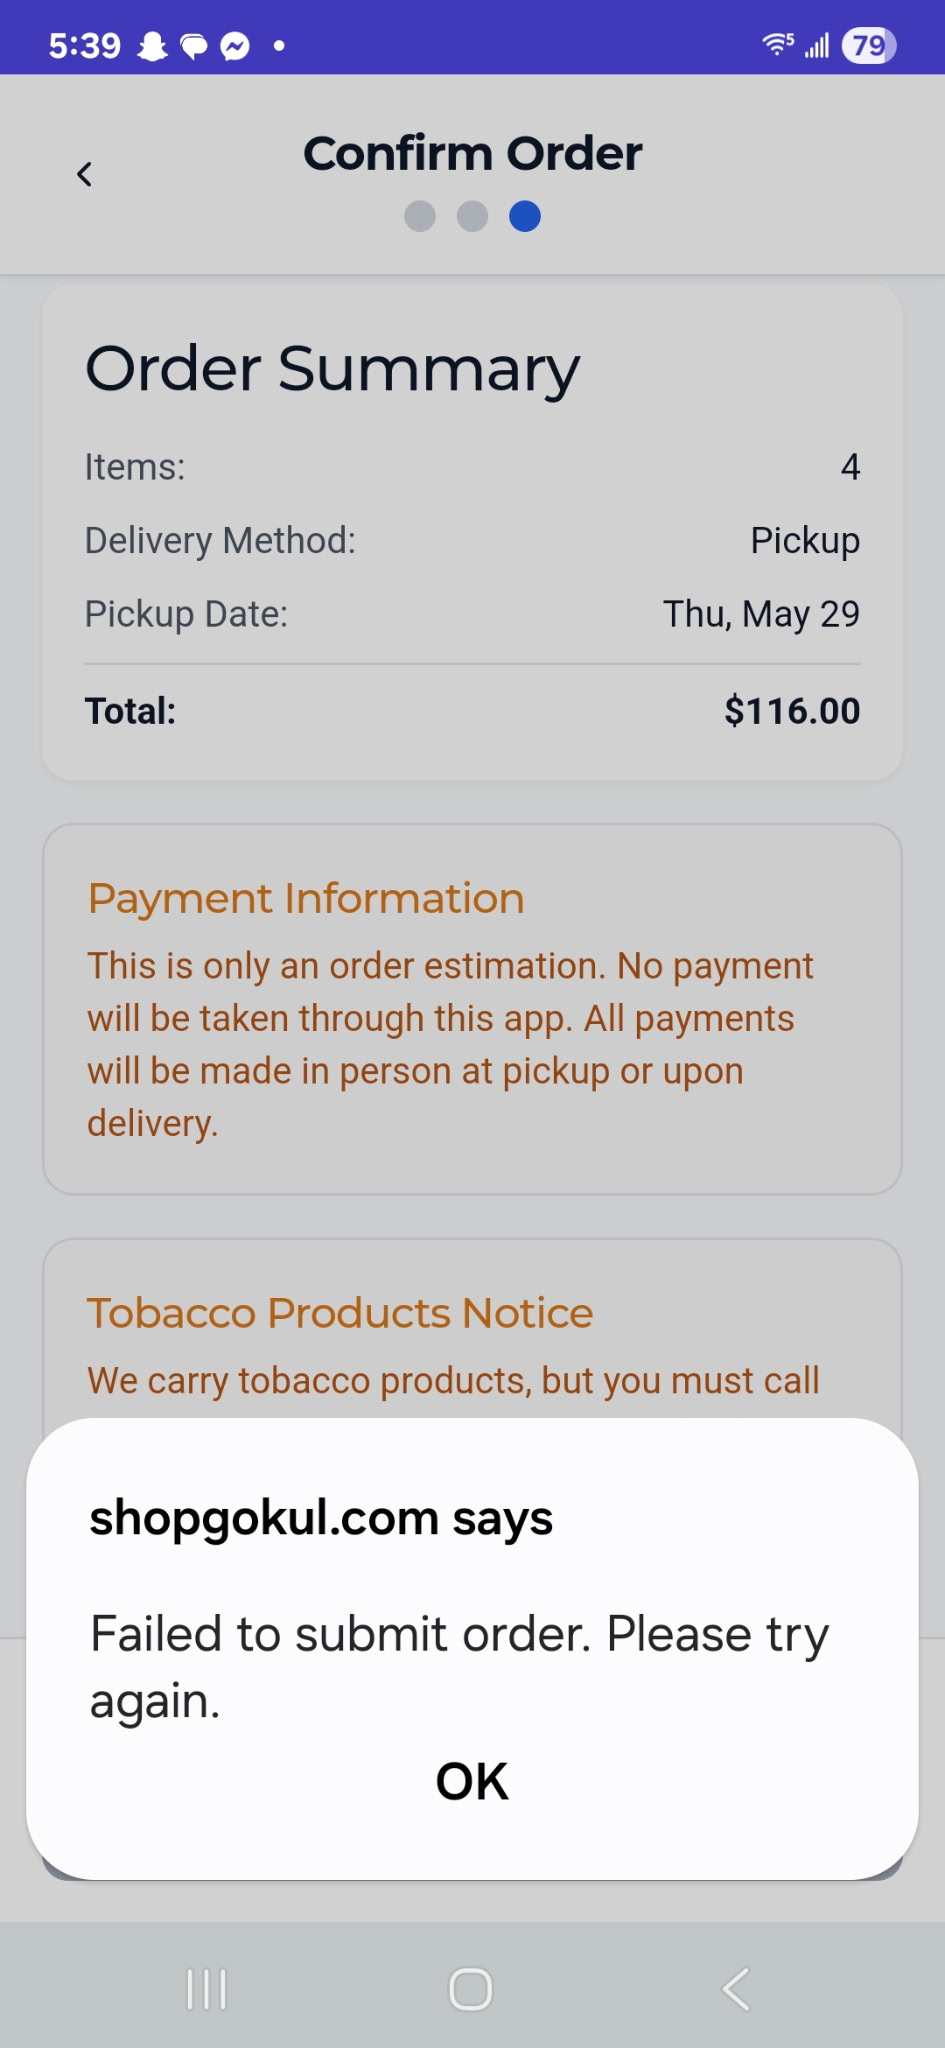 5:39
5
79
Confirm Order
Order Summary
Items: 4
Delivery Method: Pickup
Pickup Date: Thu, May 29
Total: $116.00
Payment Information
This is only an order estimation. No payment
will be taken through this app. All payments
will be made in person at pickup or upon
delivery.
Tobacco Products Notice
We carry tobacco products, but you must call
shopgokul.com says
Failed to submit order. Please try
again.
OK